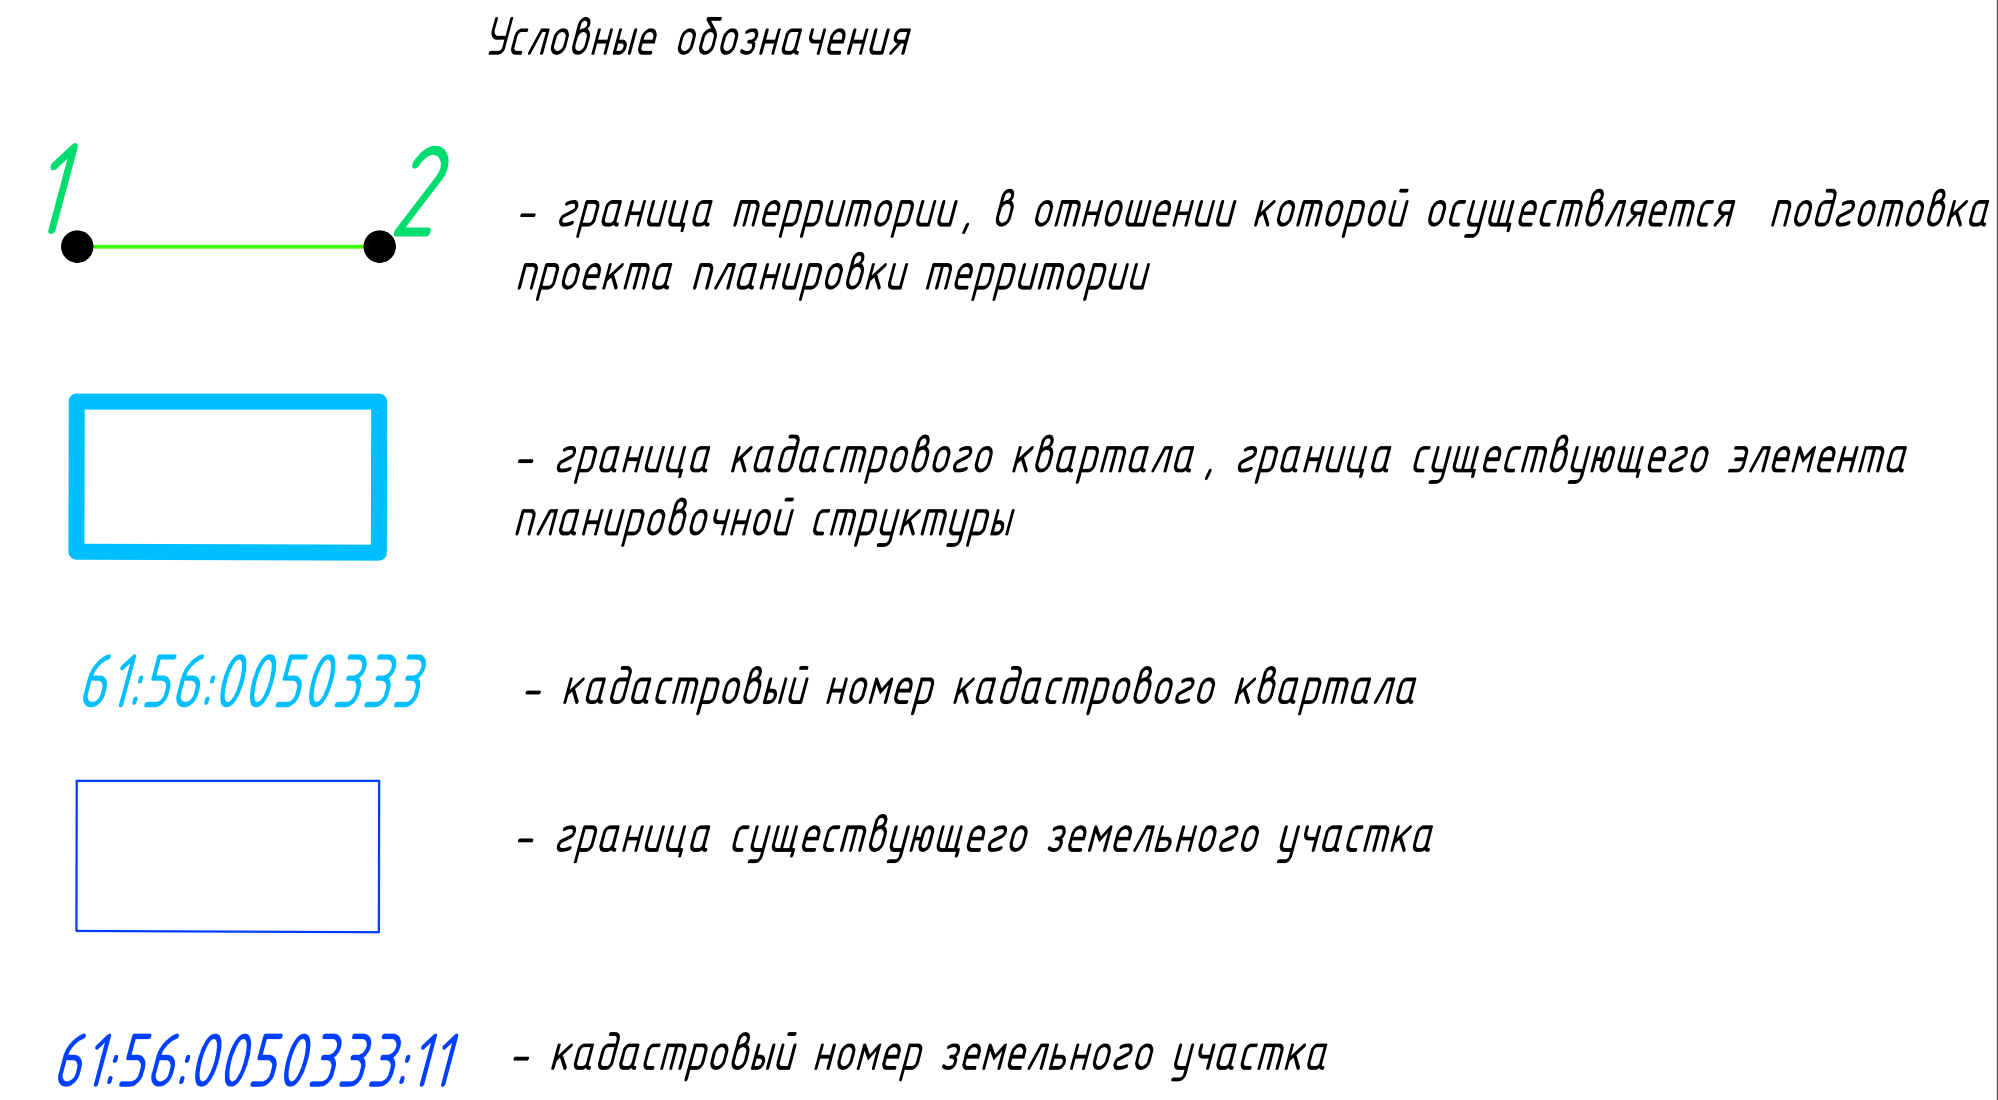 Условные обозначения
1 2
- граница территории, в отношении которой осуществляется подготовка
проекта планировки территории
- граница кадастрового квартала, граница существующего элемента
планировочной структуры
61:56:0050333 - кадастровый номер кадастрового квартала
- граница существующего земельного участка
61:56:0050333:11 - кадастровый номер земельного участка